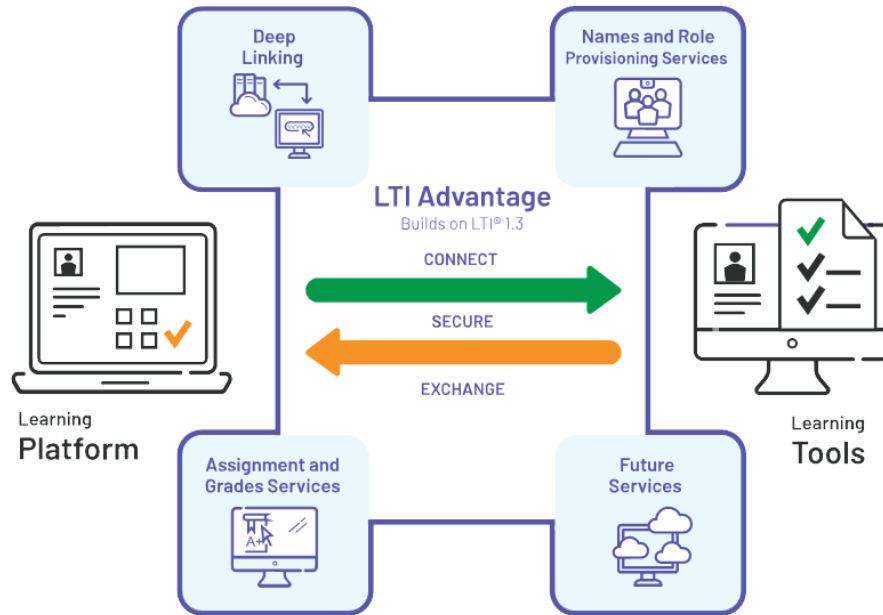 Deep
Linking
Names and Role
Provisioning Services
LTI Advantage
Builds on LTI® 1.3
CONNECT
SECURE
EXCHANGE
Learning
Platform
Learning
Tools
Assignment and
Grades Services
A+
Future
Services